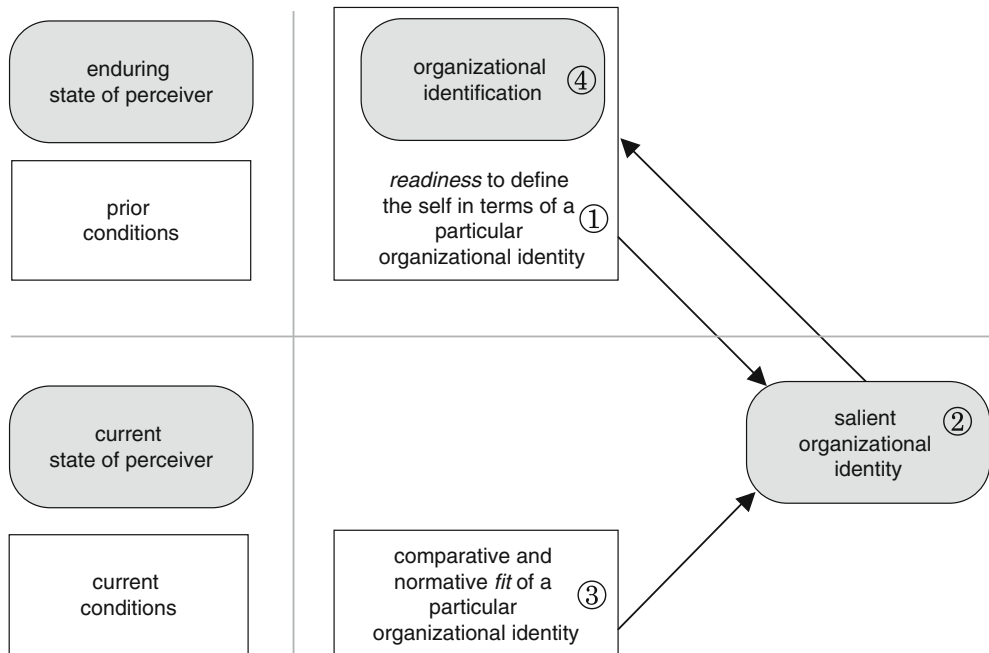 enduring
state of perceiver
prior
conditions
organizational
identification
④
readiness to define
the self in terms of a
particular
organizational identity
①
current
state of perceiver
current
conditions
salient
organizational
identity
②
comparative and
normative fit of a
particular
organizational identity
③